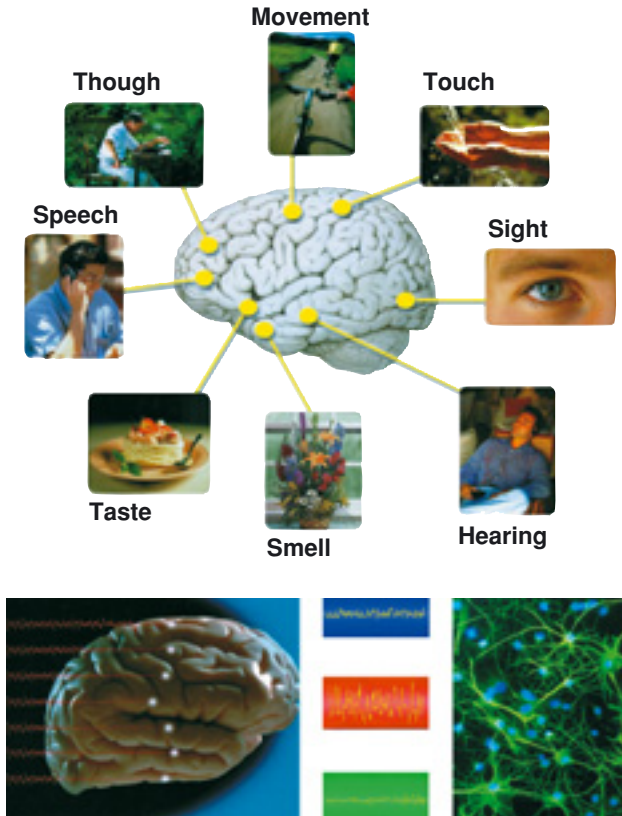 Movement
Though
Touch
Speech
Sight
Taste
Smell
Hearing